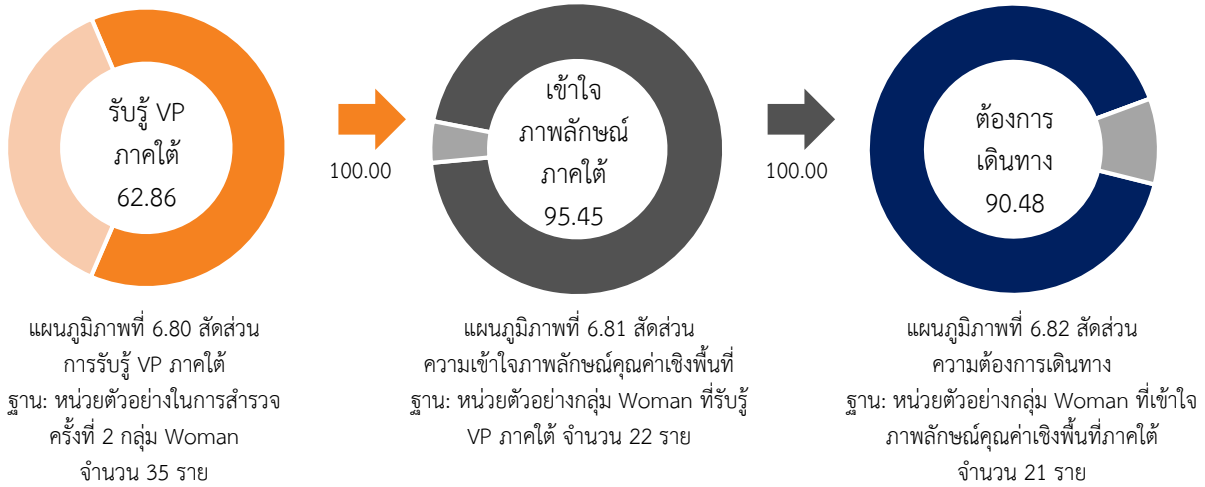 รับรู้ VP
ภาคใต้
62.86
100.00
เข้าใจ
ภาพลักษณ์
ภาคใต้
95.45
100.00
ต้องการ
เดินทาง
90.48
แผนภูมิภาพที่ 6.80 สัดส่วน
การรับรู้ VP ภาคใต้
ฐาน: หน่วยตัวอย่างในการสำรวจ
ครั้งที่ 2 กลุ่ม Woman
จำนวน 35 ราย
แผนภูมิภาพที่ 6.81 สัดส่วน
ความเข้าใจภาพลักษณ์คุณค่าเชิงพื้นที่
ฐาน: หน่วยตัวอย่างกลุ่ม Woman ที่รับรู้
VP ภาคใต้ จำนวน 22 ราย
แผนภูมิภาพที่ 6.82 สัดส่วน
ความต้องการเดินทาง
ฐาน: หน่วยตัวอย่างกลุ่ม Woman ที่เข้าใจ
ภาพลักษณ์คุณค่าเชิงพื้นที่ภาคใต้
จำนวน 21 ราย